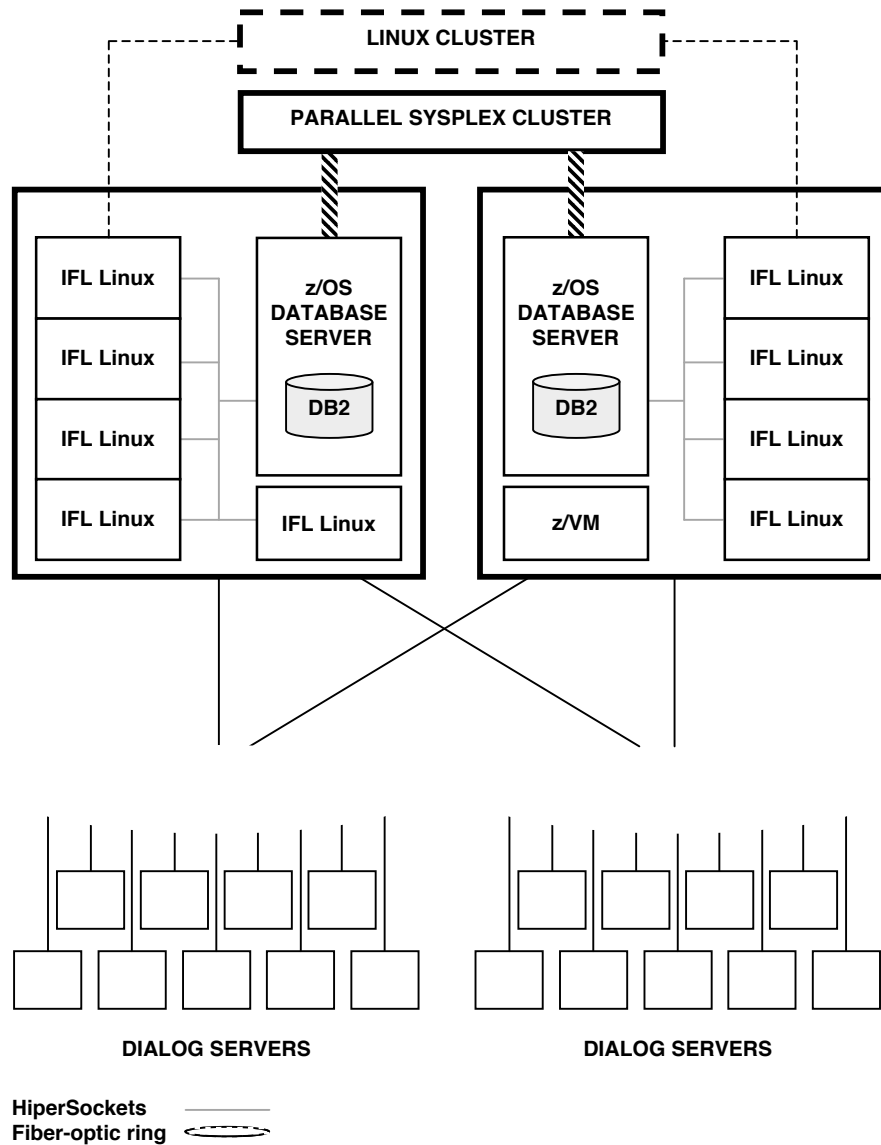 LINUX CLUSTER
PARALLEL SYSPLEX CLUSTER
IFL Linux
IFL Linux
IFL Linux
IFL Linux
z/OS
DATABASE
SERVER
DB2
IFL Linux
z/OS
DATABASE
SERVER
DB2
z/VM
IFL Linux
IFL Linux
IFL Linux
IFL Linux
DIALOG SERVERS
DIALOG SERVERS
HiperSockets
Fiber-optic ring